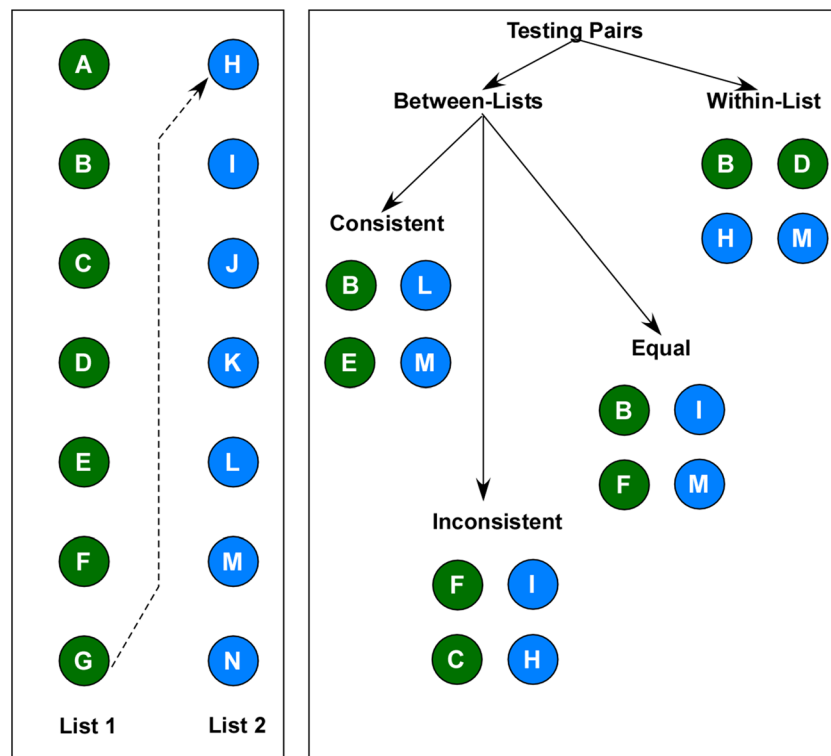 A H
B I
C J
D K
E L
F M
G N
List 1 List 2
Testing Pairs
Between-Lists Within-List
B D
H M
Consistent
B L
E M
Equal
B I
F M
Inconsistent
F I
C H